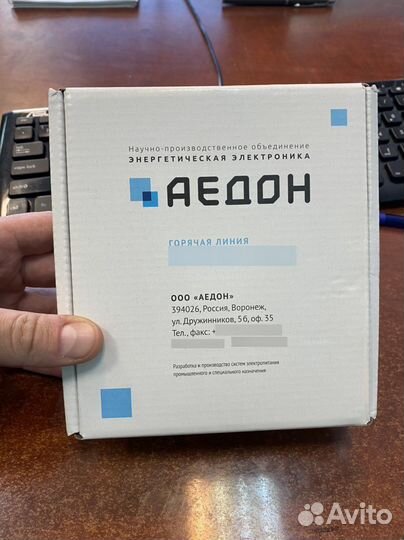 Научно-производственное объединение
ЭНЕРГЕТИЧЕСКАЯ ЭЛЕКТРОНИКА
АЕДОН
ГОРЯЧАЯ ЛИНИЯ
ООО «АЕДОН»
394026, Россия, Воронеж,
ул. Дружинников, 5б, оф. 35
Тел., факс: +
Разработка и производство систем электропитания
промышленного и специального назначения
Avito